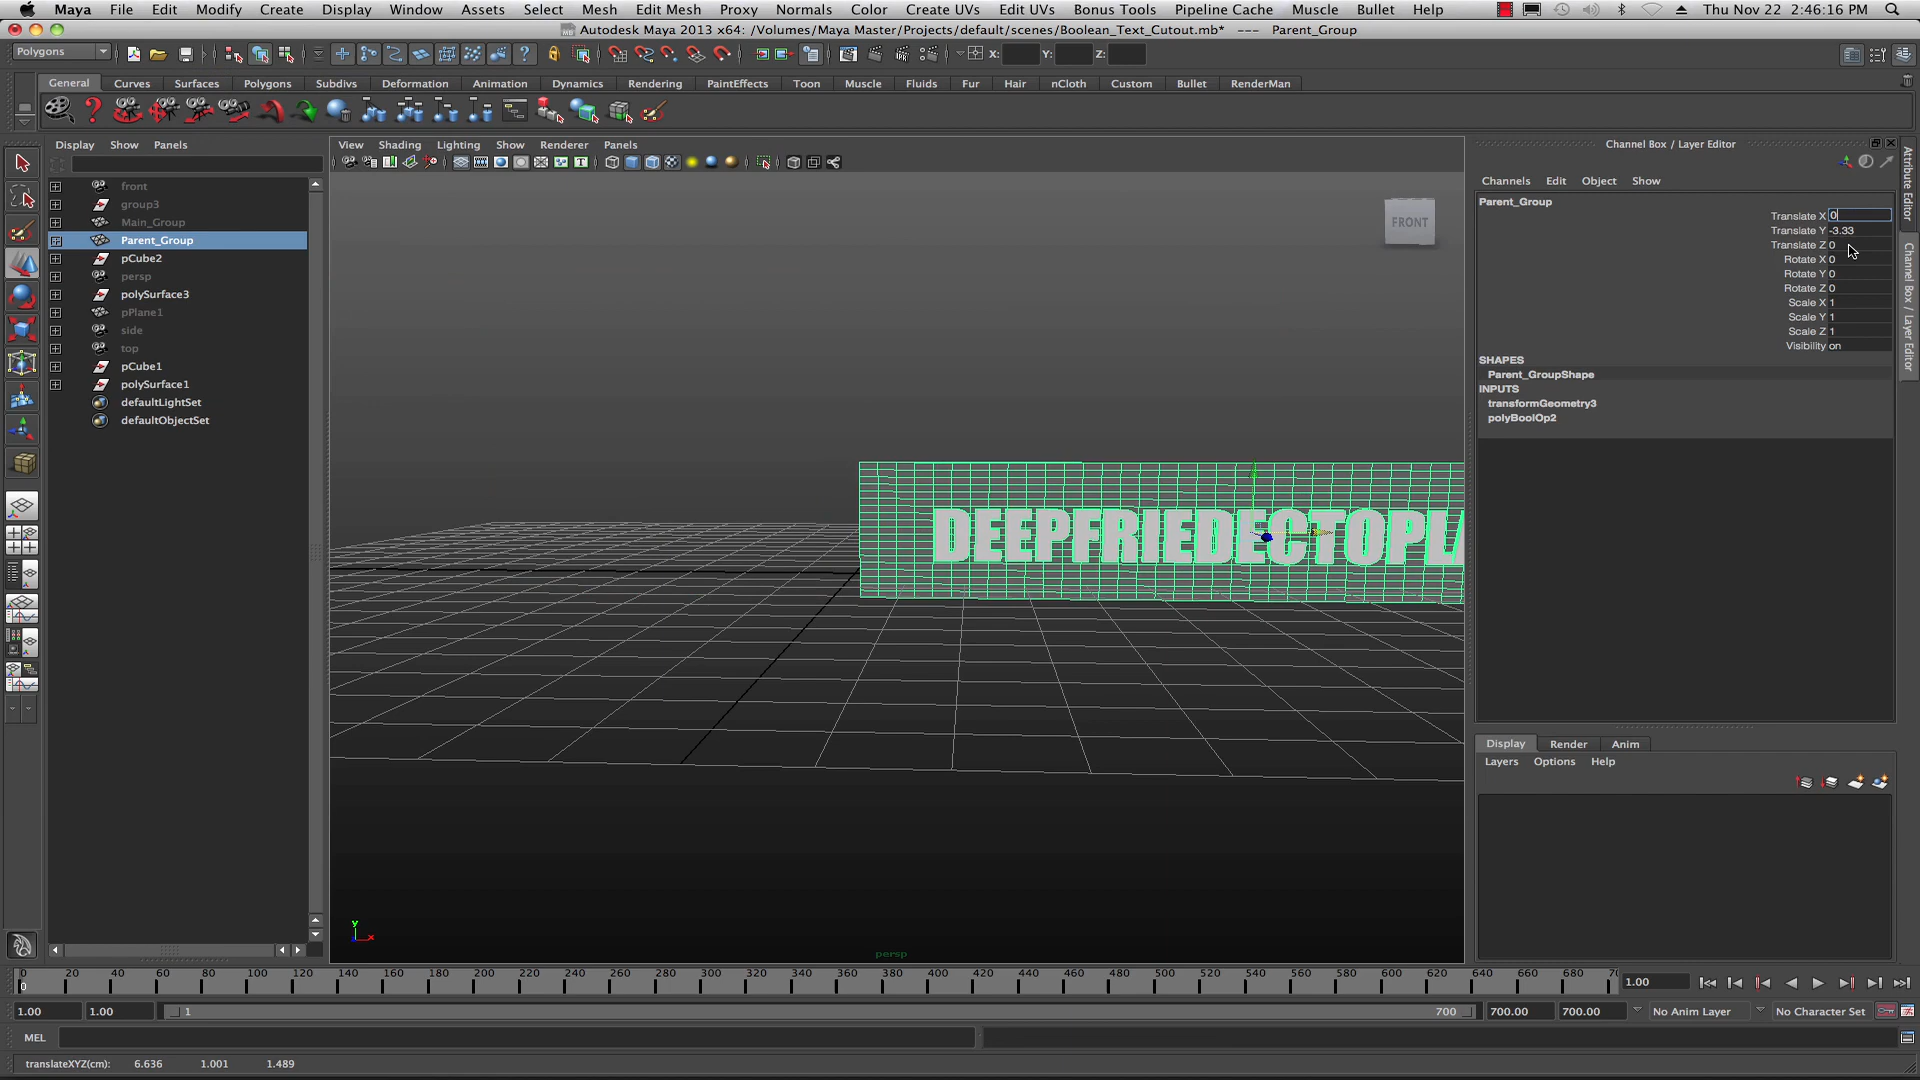 Maya File Edit Modify Create Display Window Assets Select Mesh Edit Mesh Proxy Normals Color Create UVs Edit UVs Bonus Tools Pipeline Cache Muscle Bullet Help Thu Nov 22 2:46:16 PM
Autodesk Maya 2013 x64: /Volumes/Maya Master/Projects/default/scenes/Boolean_Text_Cutout.mb* --- Parent_Group
Polygons X: Y: Z:
General Curves Surfaces Polygons Subdivs Deformation Animation Dynamics Rendering PaintEffects Toon Muscle Fluids Fur Hair nCloth Custom Bullet RenderMan
Display Show Panels
View Shading Lighting Show Renderer Panels
Channel Box / Layer Editor
Channels Edit Object Show
front
group3
Main_Group
Parent_Group
pCube2
persp
polySurface3
pPlane1
side
top
pCube1
polySurface1
defaultLightSet
defaultObjectSet
FRONT
DEEPFRIEDECTOPLA
y
x
persp
Parent_Group
Translate X 0
Translate Y -3.33
Translate Z 0
Rotate X 0
Rotate Y 0
Rotate Z 0
Scale X 1
Scale Y 1
Scale Z 1
Visibility on
SHAPES
Parent_GroupShape
INPUTS
transformGeometry3
polyBoolOp2
Attribute Editor
Channel Box / Layer Editor
Display Render Anim
Layers Options Help
0 20 40 60 80 100 120 140 160 180 200 220 240 260 280 300 320 340 360 380 400 420 440 460 480 500 520 540 560 580 600 620 640 660 680 1.00
0
1.00 1.00 1 700 700.00 700.00 No Anim Layer No Character Set
MEL
translateXYZ(cm): 6.636 1.001 1.489